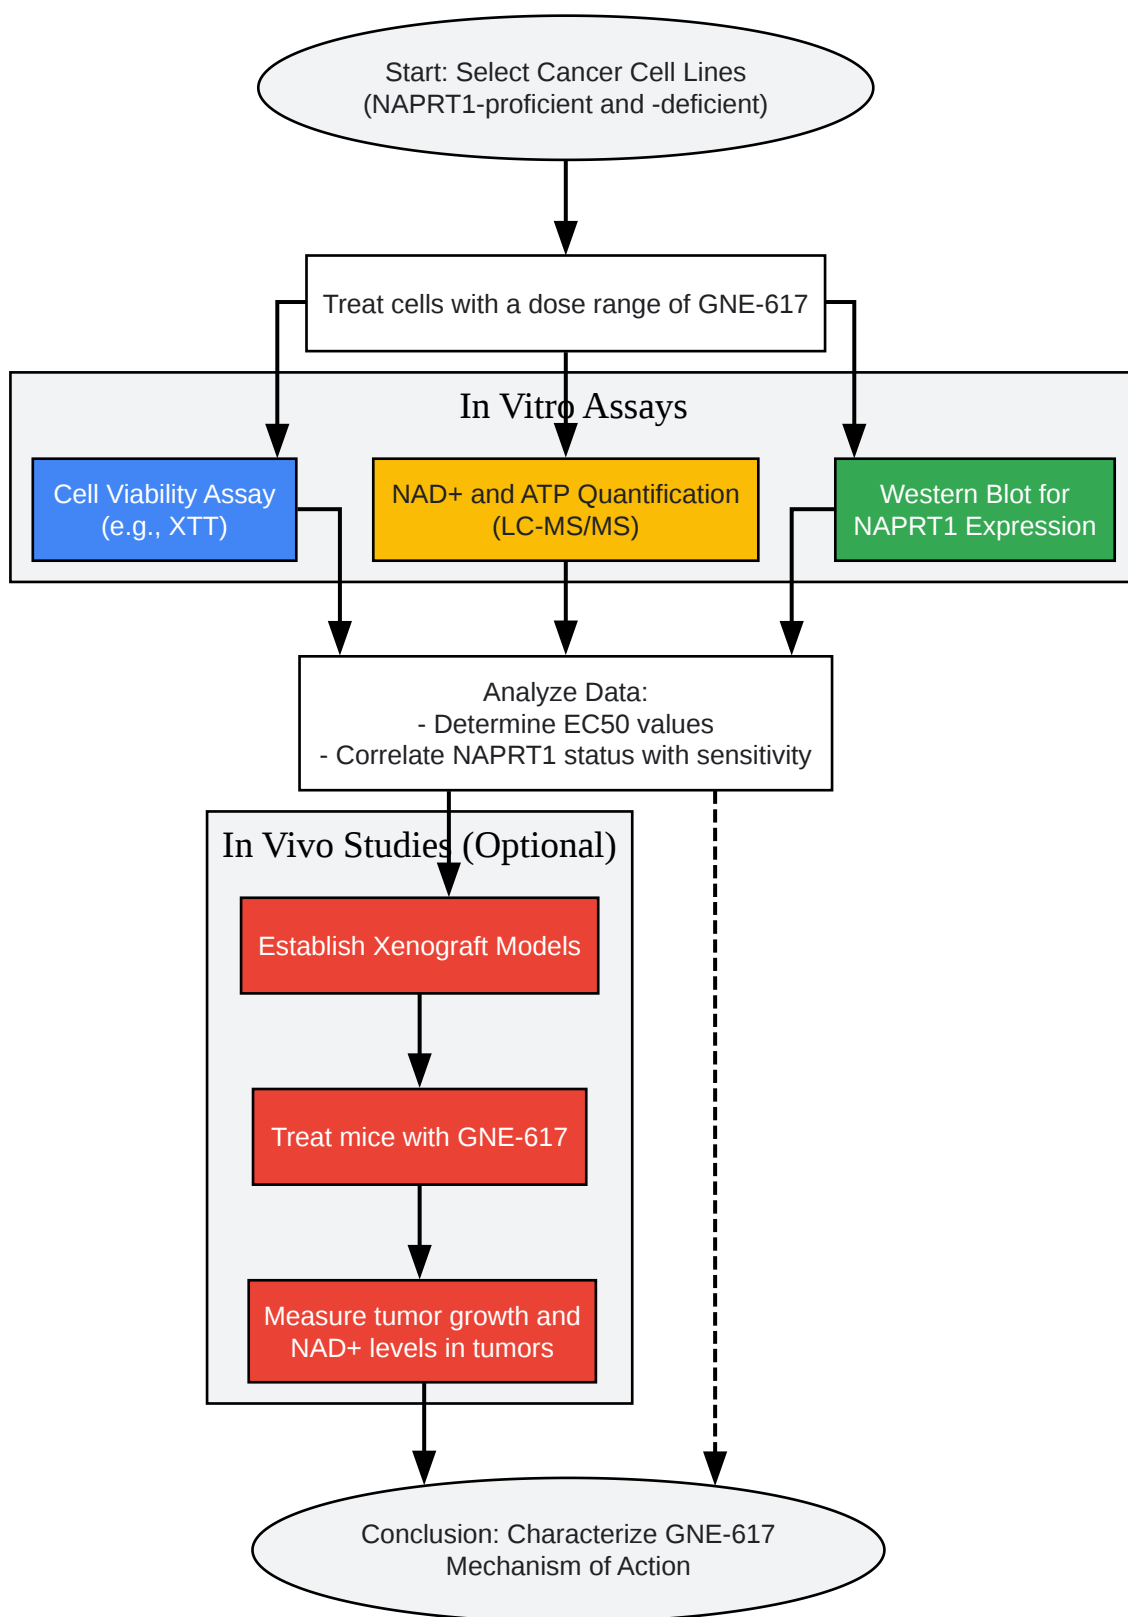 Start: Select Cancer Cell Lines
(NAPRT1-proficient and -deficient)
Treat cells with a dose range of GNE-617
In Vitro Assays
Cell Viability Assay
(e.g., XTT)
NAD+ and ATP Quantification
(LC-MS/MS)
Western Blot for
NAPRT1 Expression
Analyze Data:
- Determine EC50 values
- Correlate NAPRT1 status with sensitivity
In Vivo Studies (Optional)
Establish Xenograft Models
Treat mice with GNE-617
Measure tumor growth and
NAD+ levels in tumors
Conclusion: Characterize GNE-617
Mechanism of Action